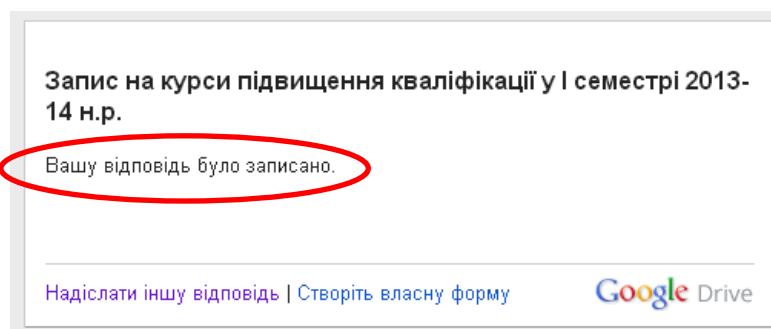 Запис на курси підвищення кваліфікації у І семестрі 2013-
14 н.р.
Вашу відповідь було записано.
Надіслати іншу відповідь | Створіть власну форму Google Drive